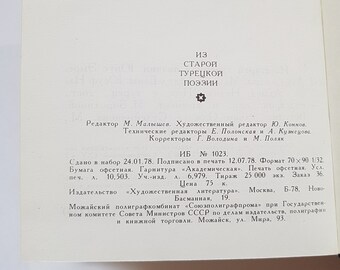 ИЗ
СТАРОЙ
ТУРЕЦКОЙ
ПОЭЗИИ
Редактор М. Малышев. Художественный редактор Ю. Коннов.
Технические редакторы Е. Полонская и А. Кузнецова.
Корректоры Г. Володина и М. Поляк
ИБ № 1023
Сдано в набор 24.01.78. Подписано к печати 12.07.78. Формат 70×90 1/32.
Бумага офсетная. Гарнитура «Академическая». Печать офсетная. Усл.
печ. л. 10,503. Уч.-изд. л. 6,979. Тираж 25 000 экз. Заказ 36.
Цена 75 к.
Издательство «Художественная литература». Москва, Б-78, Ново-
Басманная, 19.
Можайский полиграфкомбинат «Союзполиграфпрома» при Государствен-
ном комитете Совета Министров СССР по делам издательств, полиграфии
и книжной торговли. Можайск, ул. Мира, 93.